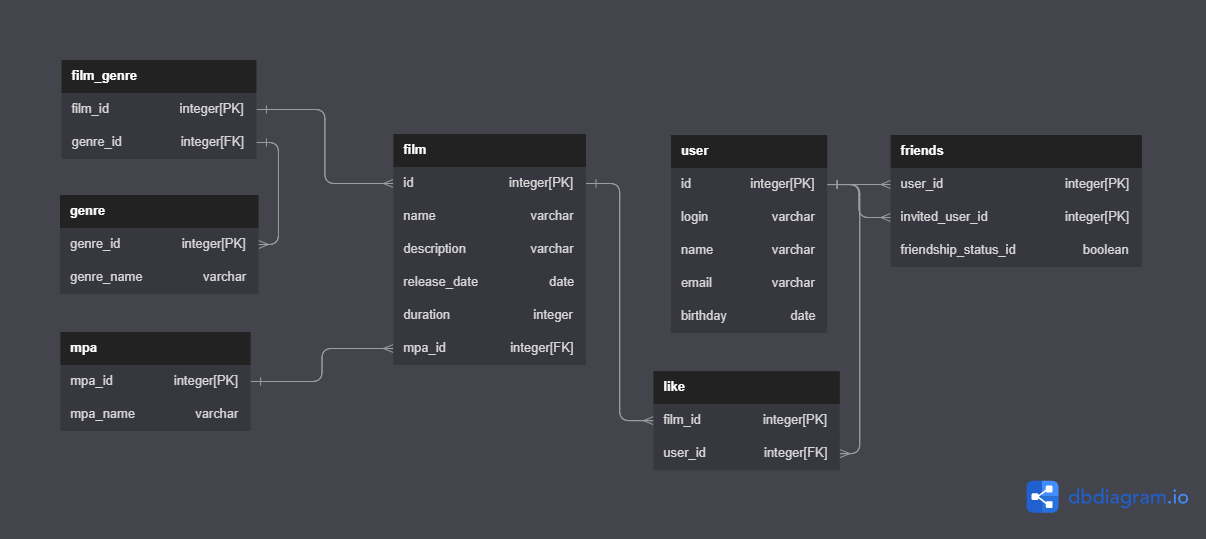 film_genre
film_id integer[PK]
genre_id integer[FK]
genre
genre_id integer[PK]
genre_name varchar
mpa
mpa_id integer[PK]
mpa_name varchar
film
id integer[PK]
name varchar
description varchar
release_date date
duration integer
mpa_id integer[FK]
user
id integer[PK]
login varchar
name varchar
email varchar
birthday date
friends
user_id integer[PK]
invited_user_id integer[PK]
friendship_status_id boolean
like
film_id integer[PK]
user_id integer[FK]
dbdiagram.io